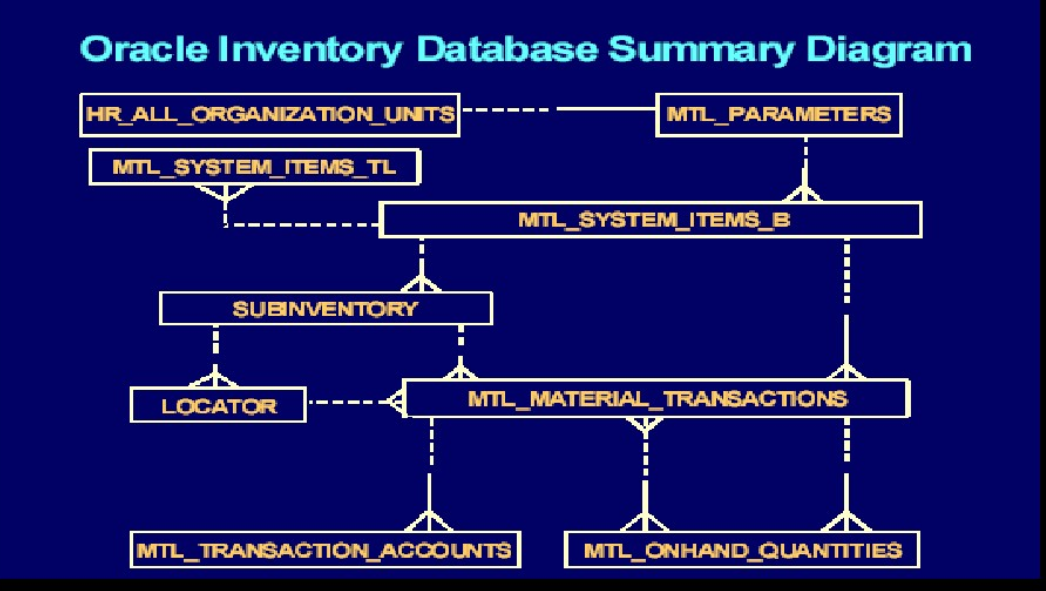 Oracle Inventory Database Summary Diagram
HR_ALL_ORGANIZATION_UNITS
MTL_PARAMETERS
MTL_SYSTEM_ITEMS_TL
MTL_SYSTEM_ITEMS_B
SUBINVENTORY
LOCATOR
MTL_MATERIAL_TRANSACTIONS
MTL_TRANSACTION_ACCOUNTS
MTL_ONHAND_QUANTITIES